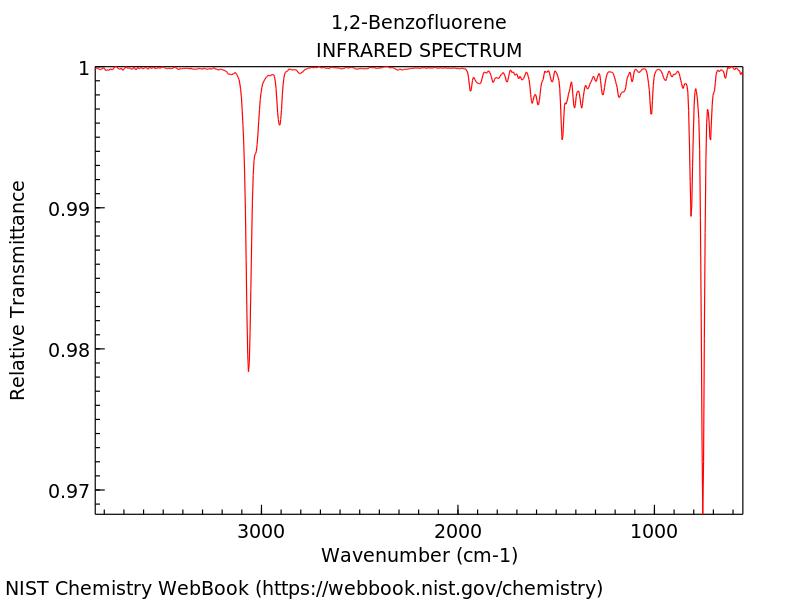 1,2-Benzofluorene
INFRARED SPECTRUM
1
0.99
0.98
0.97
Relative Transmittance
3000 2000 1000
Wavenumber (cm-1)
NIST Chemistry WebBook (https://webbook.nist.gov/chemistry)